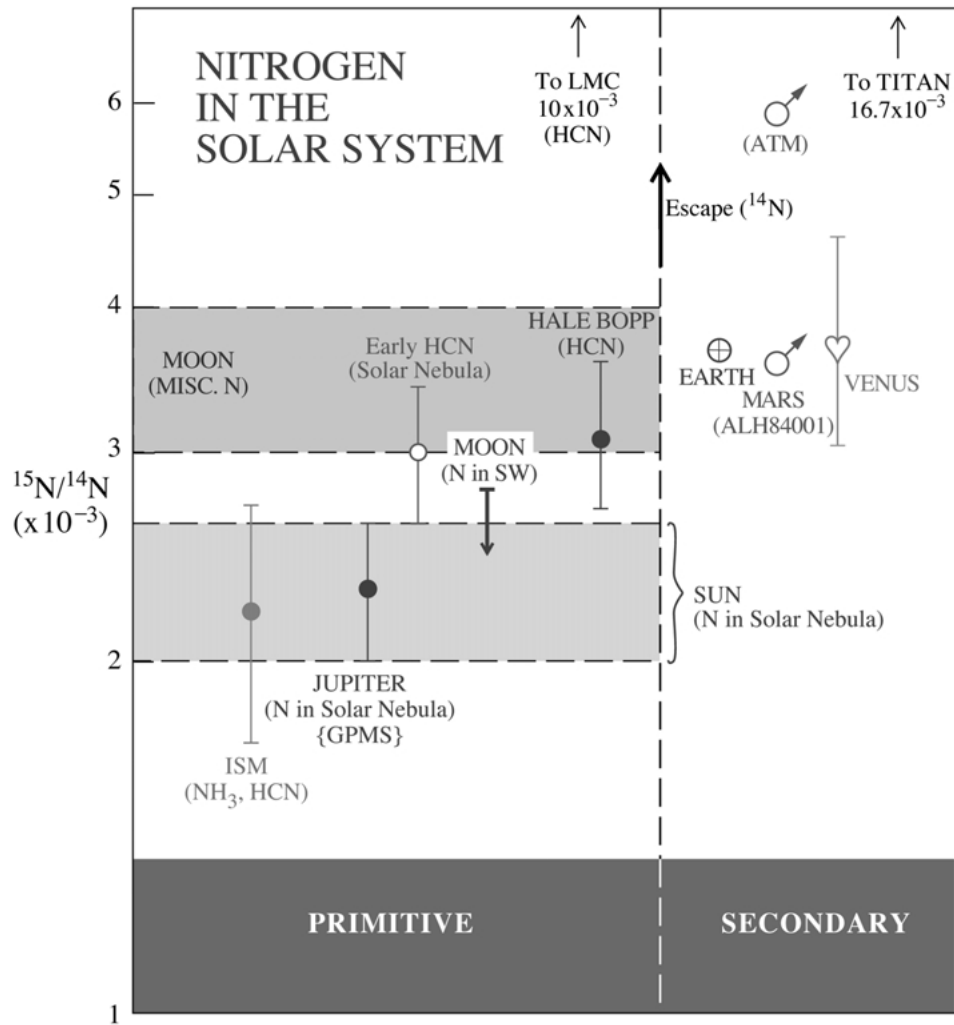 NITROGEN
IN THE
SOLAR SYSTEM
To LMC
10x10⁻³
(HCN)
To TITAN
16.7x10⁻³
(ATM)
Escape (¹⁴N)
6
5
4
3
2
1
¹⁵N/¹⁴N
(x10⁻³)
MOON
(MISC. N)
Early HCN
(Solar Nebula)
HALE BOPP
(HCN)
MOON
(N in SW)
EARTH
MARS
(ALH84001)
VENUS
SUN
(N in Solar Nebula)
JUPITER
(N in Solar Nebula)
{GPMS}
ISM
(NH₃, HCN)
PRIMITIVE
SECONDARY